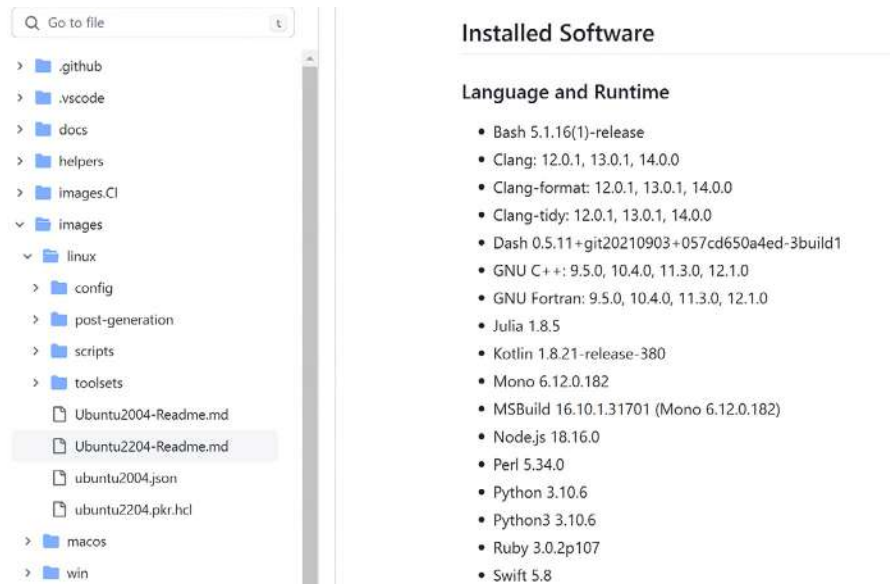 Go to file
t
.github
.vscode
docs
helpers
images.CI
images
linux
config
post-generation
scripts
toolsets
Ubuntu2004-Readme.md
Ubuntu2204-Readme.md
ubuntu2004.json
ubuntu2204.pkr.hcl
macos
win
Installed Software
Language and Runtime
• Bash 5.1.16(1)-release
• Clang: 12.0.1, 13.0.1, 14.0.0
• Clang-format: 12.0.1, 13.0.1, 14.0.0
• Clang-tidy: 12.0.1, 13.0.1, 14.0.0
• Dash 0.5.11+git20210903+057cd650a4ed-3build1
• GNU C++: 9.5.0, 10.4.0, 11.3.0, 12.1.0
• GNU Fortran: 9.5.0, 10.4.0, 11.3.0, 12.1.0
• Julia 1.8.5
• Kotlin 1.8.21-release-380
• Mono 6.12.0.182
• MSBuild 16.10.1.31701 (Mono 6.12.0.182)
• Node.js 18.16.0
• Perl 5.34.0
• Python 3.10.6
• Python3 3.10.6
• Ruby 3.0.2p107
• Swift 5.8